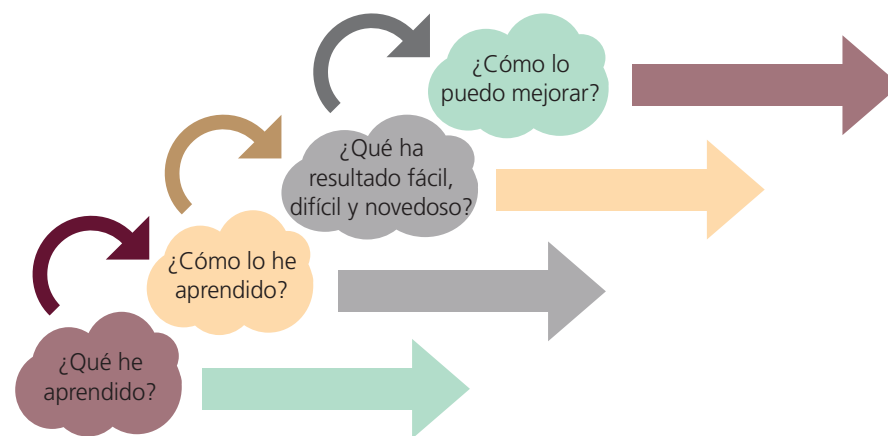 ¿Cómo lo
puedo mejorar?
¿Qué ha
resultado fácil,
difícil y novedoso?
¿Cómo lo he
aprendido?
¿Qué he
aprendido?